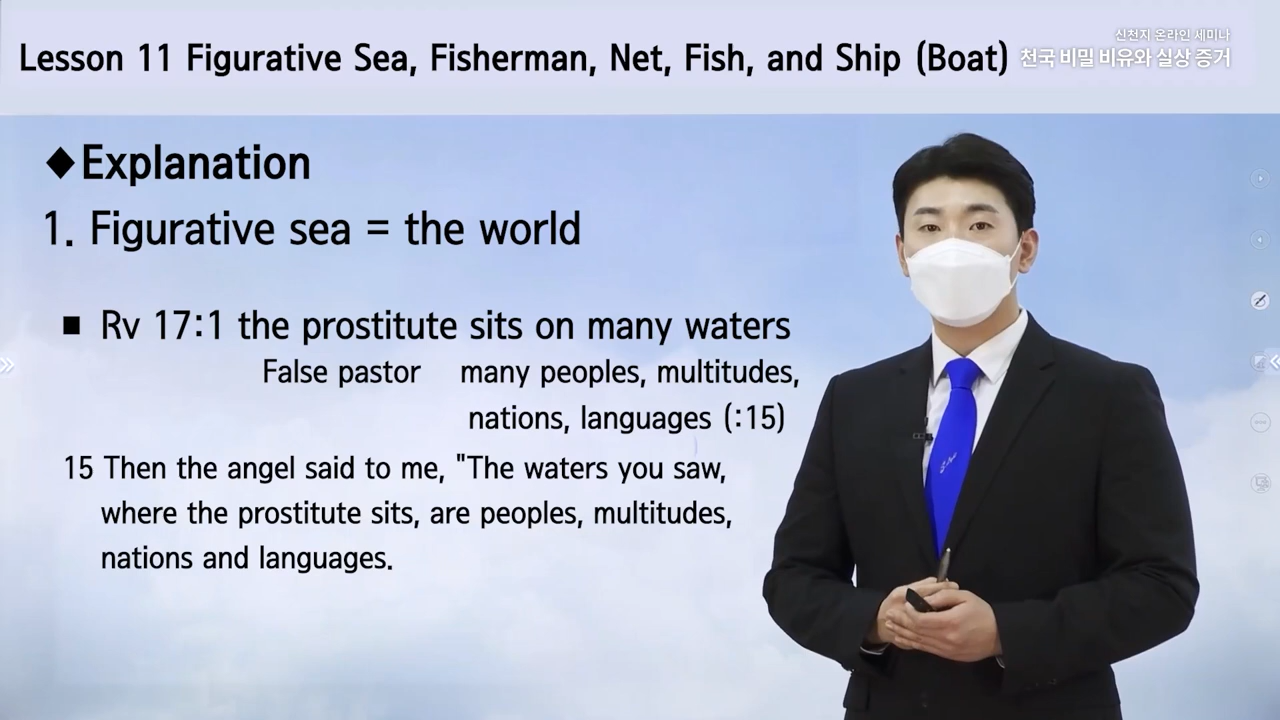 Lesson 11 Figurative Sea, Fisherman, Net, Fish, and Ship (Boat)
신천지 온라인 세미나
천국 비밀 비유와 실상 증거
◆Explanation
1. Figurative sea = the world
■ Rv 17:1 the prostitute sits on many waters
False pastor many peoples, multitudes,
nations, languages (:15)
15 Then the angel said to me, "The waters you saw,
where the prostitute sits, are peoples, multitudes,
nations and languages.